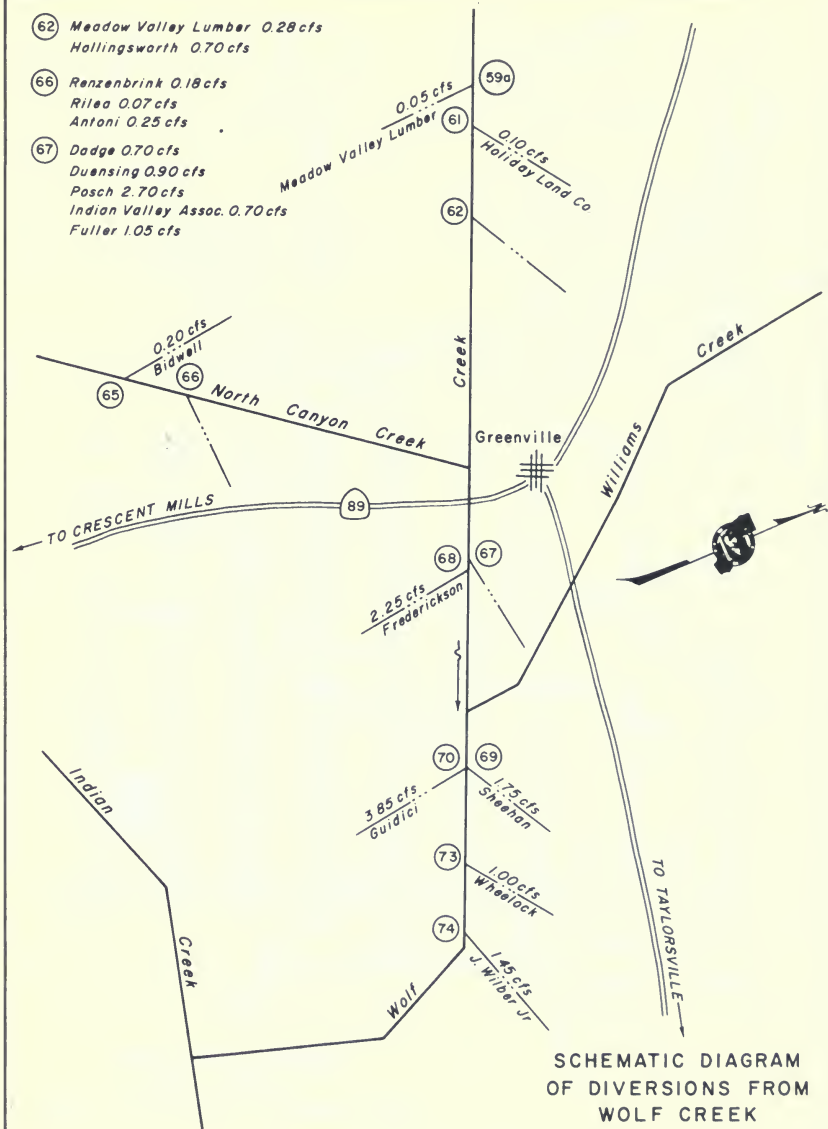 62 Meadow Valley Lumber 0.28 cfs
Hollingsworth 0.70 cfs
66 Renzenbrink 0.18 cfs
Rilea 0.07 cfs
Antoni 0.25 cfs
67 Dadge 0.70 cfs
Duensing 0.90 cfs
Posch 2.70 cfs
Indian Valley Assoc. 0.70 cfs
Fuller 1.05 cfs
59a
0.05 cfs
Meadow Valley Lumber
61
0.10 cfs
Holiday Land Co
62
Creek
0.20 cfs
Bidwell
65
66
North Canyon Creek
Greenville
Williams Creek
89
TO CRESCENT MILLS
68
67
2.25 cfs
Frederickson
70
69
3.85 cfs
Guidici
1.75 cfs
Sheehan
73
1.00 cfs
Wheelock
74
1.45 cfs
J. Wilber Jr
Indian
Creek
Wolf
TO TAYLORSVILLE
SCHEMATIC DIAGRAM
OF DIVERSIONS FROM
WOLF CREEK